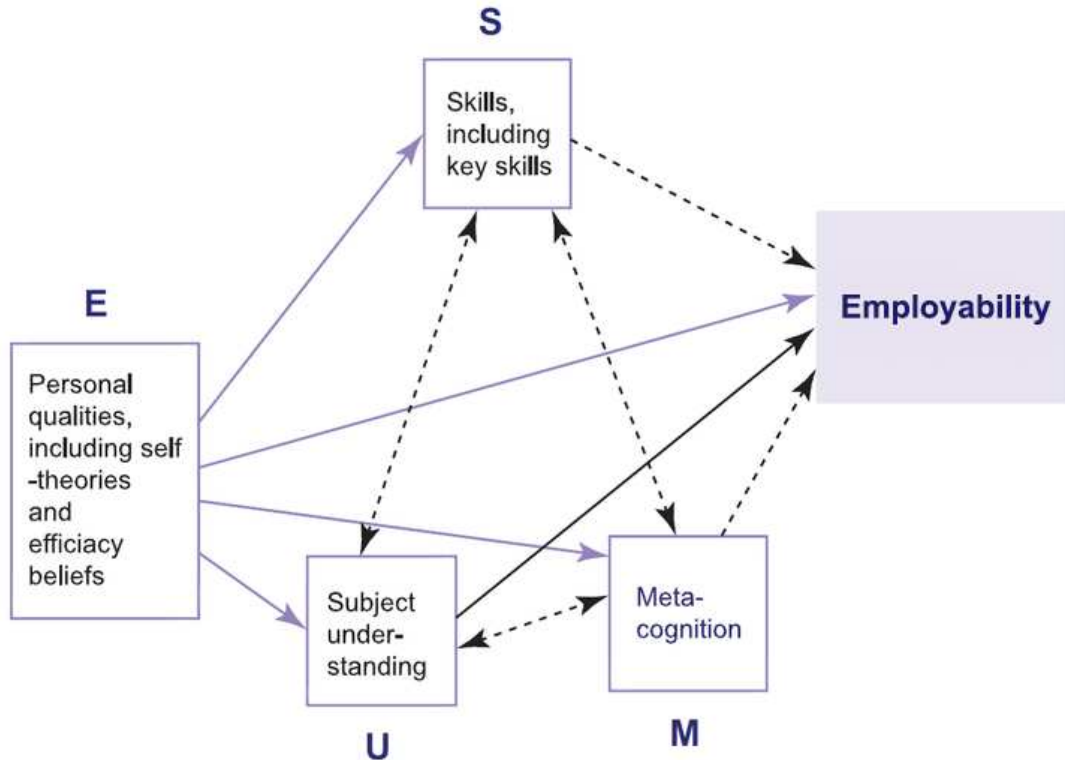 S
Skills,
including
key skills
E
Personal
qualities,
including self
-theories
and
efficiacy
beliefs
Employability
Subject
under-
standing
U
Meta-
cognition
M